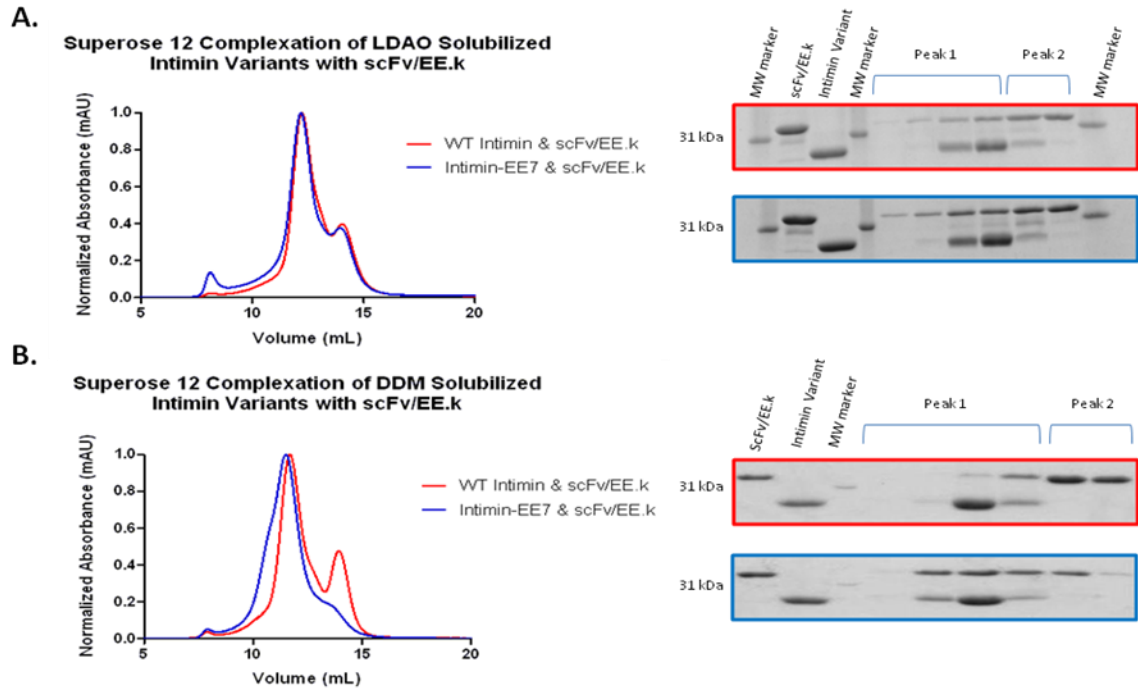 A.
Superose 12 Complexation of LDAO Solubilized
Intimin Variants with scFv/EE.k
Normalized Absorbance (mAU)
1.0
0.8
0.6
0.4
0.2
0.0
5
10
15
20
Volume (mL)
WT Intimin & scFv/EE.k
Intimin-EE7 & scFv/EE.k
MW marker
scFv/EE.k
Intimin Variant
MW marker
Peak 1
Peak 2
MW marker
31 kDa
31 kDa
B.
Superose 12 Complexation of DDM Solubilized
Intimin Variants with scFv/EE.k
Normalized Absorbance (mAU)
1.0
0.8
0.6
0.4
0.2
0.0
5
10
15
20
Volume (mL)
WT Intimin & scFv/EE.k
Intimin-EE7 & scFv/EE.k
ScFv/EE.k
Intimin Variant
MW marker
Peak 1
Peak 2
31 kDa
31 kDa